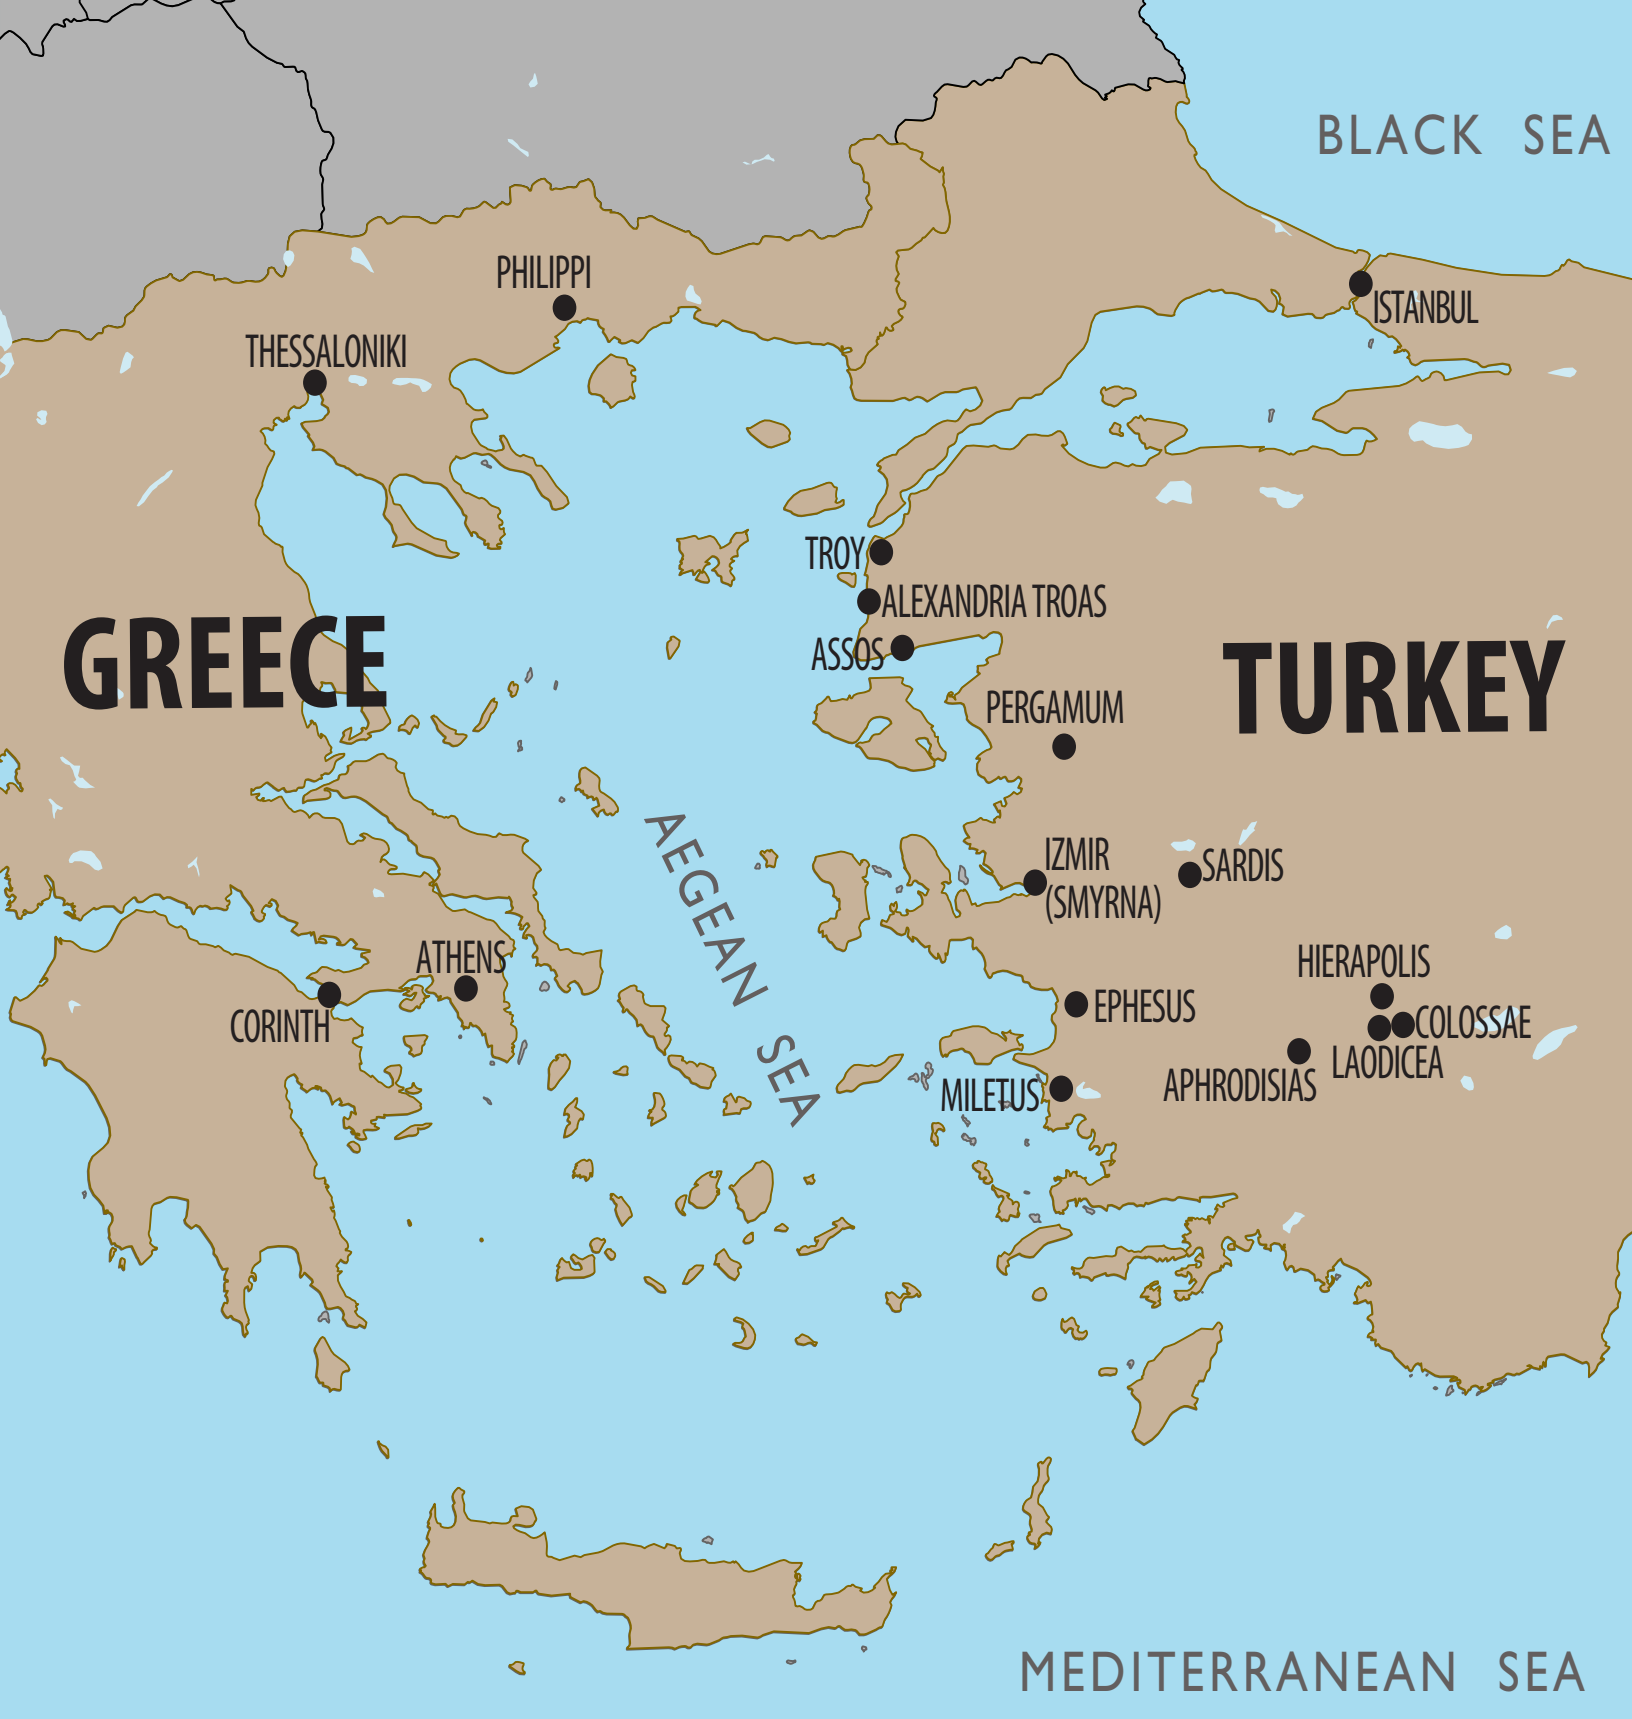 BLACK SEA
PHILIPPI
ISTANBUL
THESSALONIKI
TROY
ALEXANDRIA TROAS
ASSOS
GREECE
TURKEY
PERGAMUM
AEGEAN SEA
IZMIR
(SMYRNA)
SARDIS
ATHENS
HIERAPOLIS
CORINTH
EPHESUS
COLOSSAE
LAODICEA
APHRODISIAS
MILETUS
MEDITERRANEAN SEA